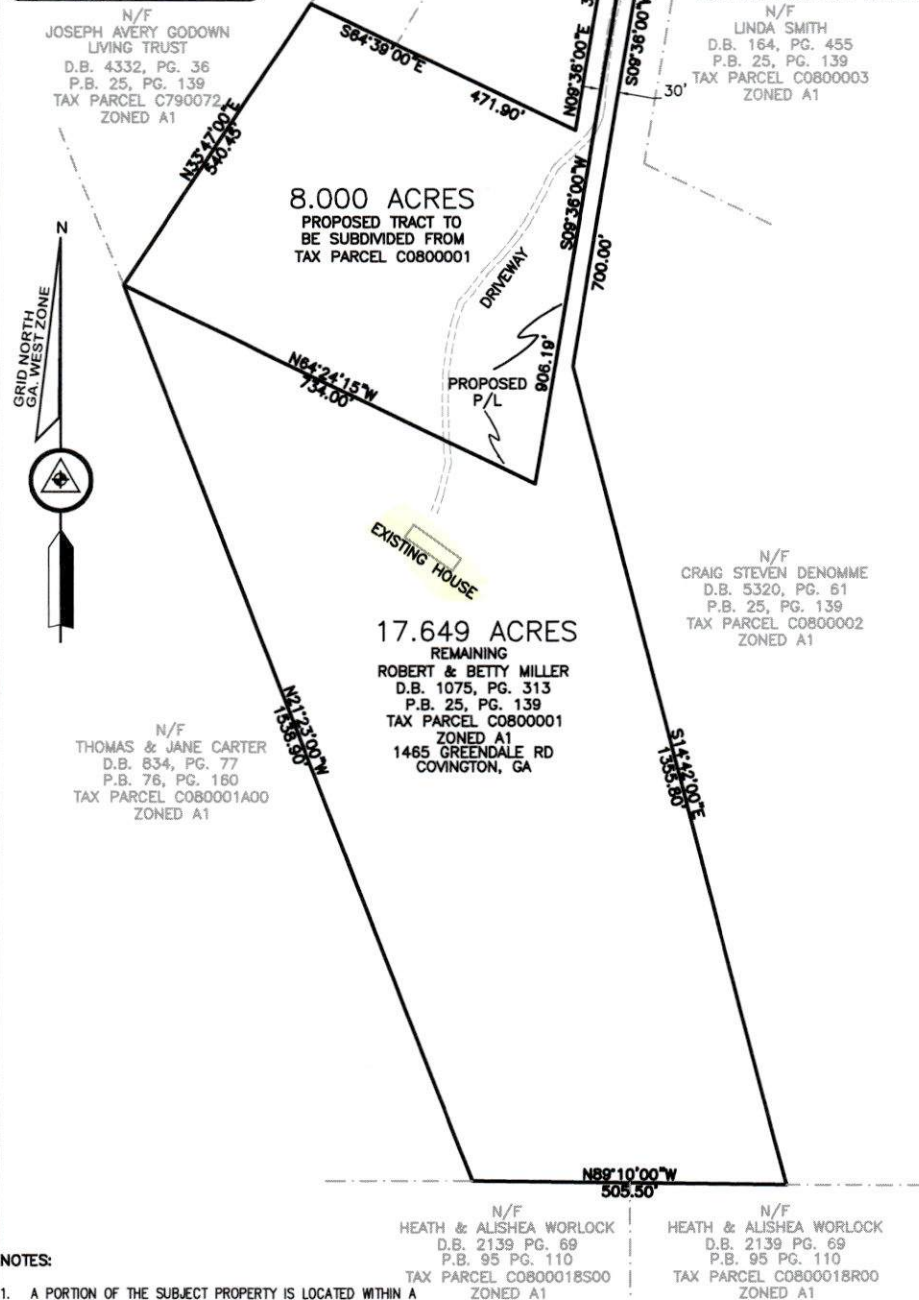 N/F
JOSEPH AVERY GODOWN
LIVING TRUST
D.B. 4332, PG. 36
P.B. 25, PG. 139
TAX PARCEL C790072
ZONED A1
S64°39'00"E
471.90'
N09°36'00"E
S09°36'00"W
30'
N/F
LINDA SMITH
D.B. 164, PG. 455
P.B. 25, PG. 139
TAX PARCEL C0800003
ZONED A1
N33°47'00"E
540.45'
8.000 ACRES
PROPOSED TRACT TO
BE SUBDIVIDED FROM
TAX PARCEL C0800001
DRIVEWAY
S09°36'00"W
906.19'
700.00'
N
GRID NORTH
GA. WEST ZONE
N64°24'15"W
734.00'
PROPOSED
P/L
EXISTING HOUSE
17.649 ACRES
REMAINING
ROBERT & BETTY MILLER
D.B. 1075, PG. 313
P.B. 25, PG. 139
TAX PARCEL C0800001
ZONED A1
1465 GREENDALE RD
COVINGTON, GA
N/F
CRAIG STEVEN DENOMME
D.B. 5320, PG. 61
P.B. 25, PG. 139
TAX PARCEL C0800002
ZONED A1
N21°23'00"W
1538.90'
N/F
THOMAS & JANE CARTER
D.B. 834, PG. 77
P.B. 76, PG. 160
TAX PARCEL C080001A00
ZONED A1
S14°42'00"E
1355.80'
N89°10'00"W
505.50'
N/F
HEATH & ALISHEA WORLOCK
D.B. 2139 PG. 69
P.B. 95 PG. 110
TAX PARCEL C0800018S00
ZONED A1
N/F
HEATH & ALISHEA WORLOCK
D.B. 2139 PG. 69
P.B. 95 PG. 110
TAX PARCEL C0800018R00
ZONED A1
NOTES:
1. A PORTION OF THE SUBJECT PROPERTY IS LOCATED WITHIN A